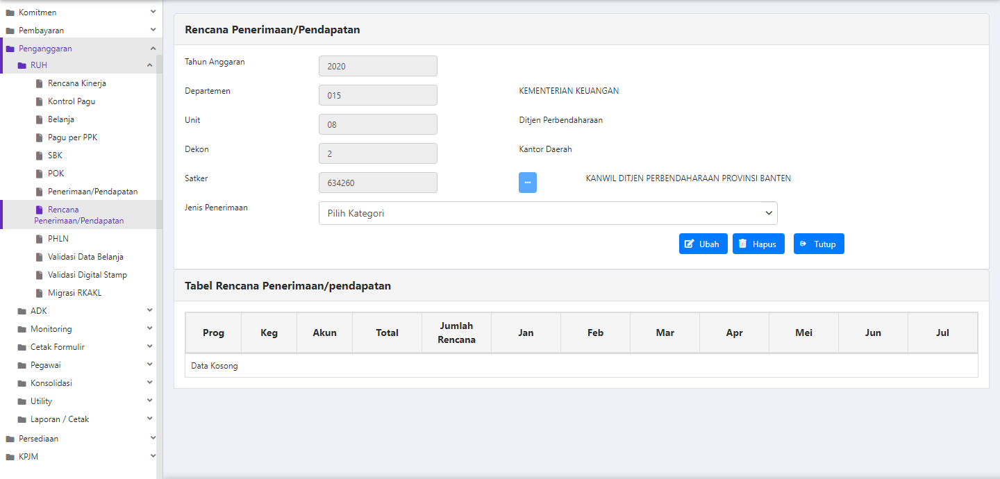 Komitmen
Pembayaran
Penganggaran
RUH
Rencana Kinerja
Kontrol Pagu
Belanja
Pagu per PPK
SBK
POK
Penerimaan/Pendapatan
Rencana
Penerimaan/Pendapatan
PHLN
Validasi Data Belanja
Validasi Digital Stamp
Migrasi RKAKL
ADK
Monitoring
Cetak Formulir
Pegawai
Konsolidasi
Utility
Laporan / Cetak
Persediaan
KPJM
Rencana Penerimaan/Pendapatan
Tahun Anggaran 2020
Departemen 015 KEMENTERIAN KEUANGAN
Unit 08 Ditjen Perbendaharaan
Dekon 2 Kantor Daerah
Satker 634260 ... KANWIL DITJEN PERBENDAHARAAN PROVINSI BANTEN
Jenis Penerimaan Pilih Kategori
Ubah Hapus Tutup
Tabel Rencana Penerimaan/pendapatan
Prog Keg Akun Total Jumlah Rencana Jan Feb Mar Apr Mei Jun Jul
Data Kosong